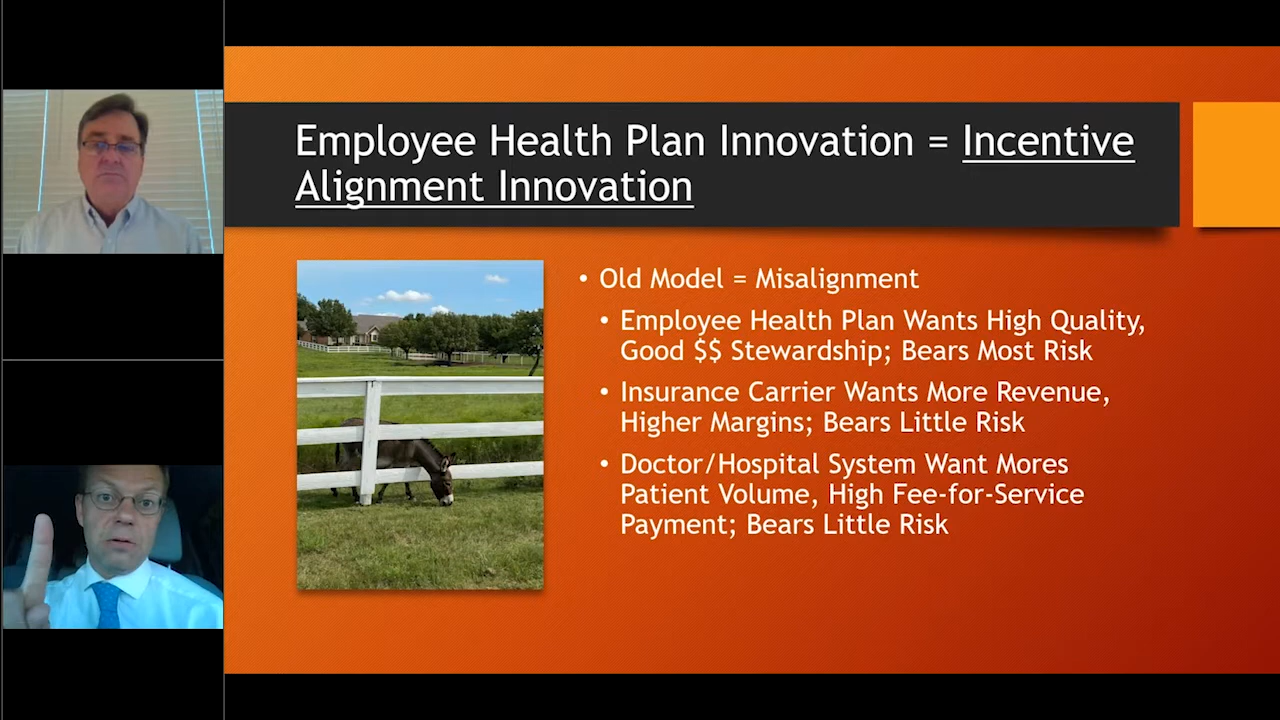 Employee Health Plan Innovation = Incentive
Alignment Innovation
• Old Model = Misalignment
• Employee Health Plan Wants High Quality,
Good $$ Stewardship; Bears Most Risk
• Insurance Carrier Wants More Revenue,
Higher Margins; Bears Little Risk
• Doctor/Hospital System Want Mores
Patient Volume, High Fee-for-Service
Payment; Bears Little Risk